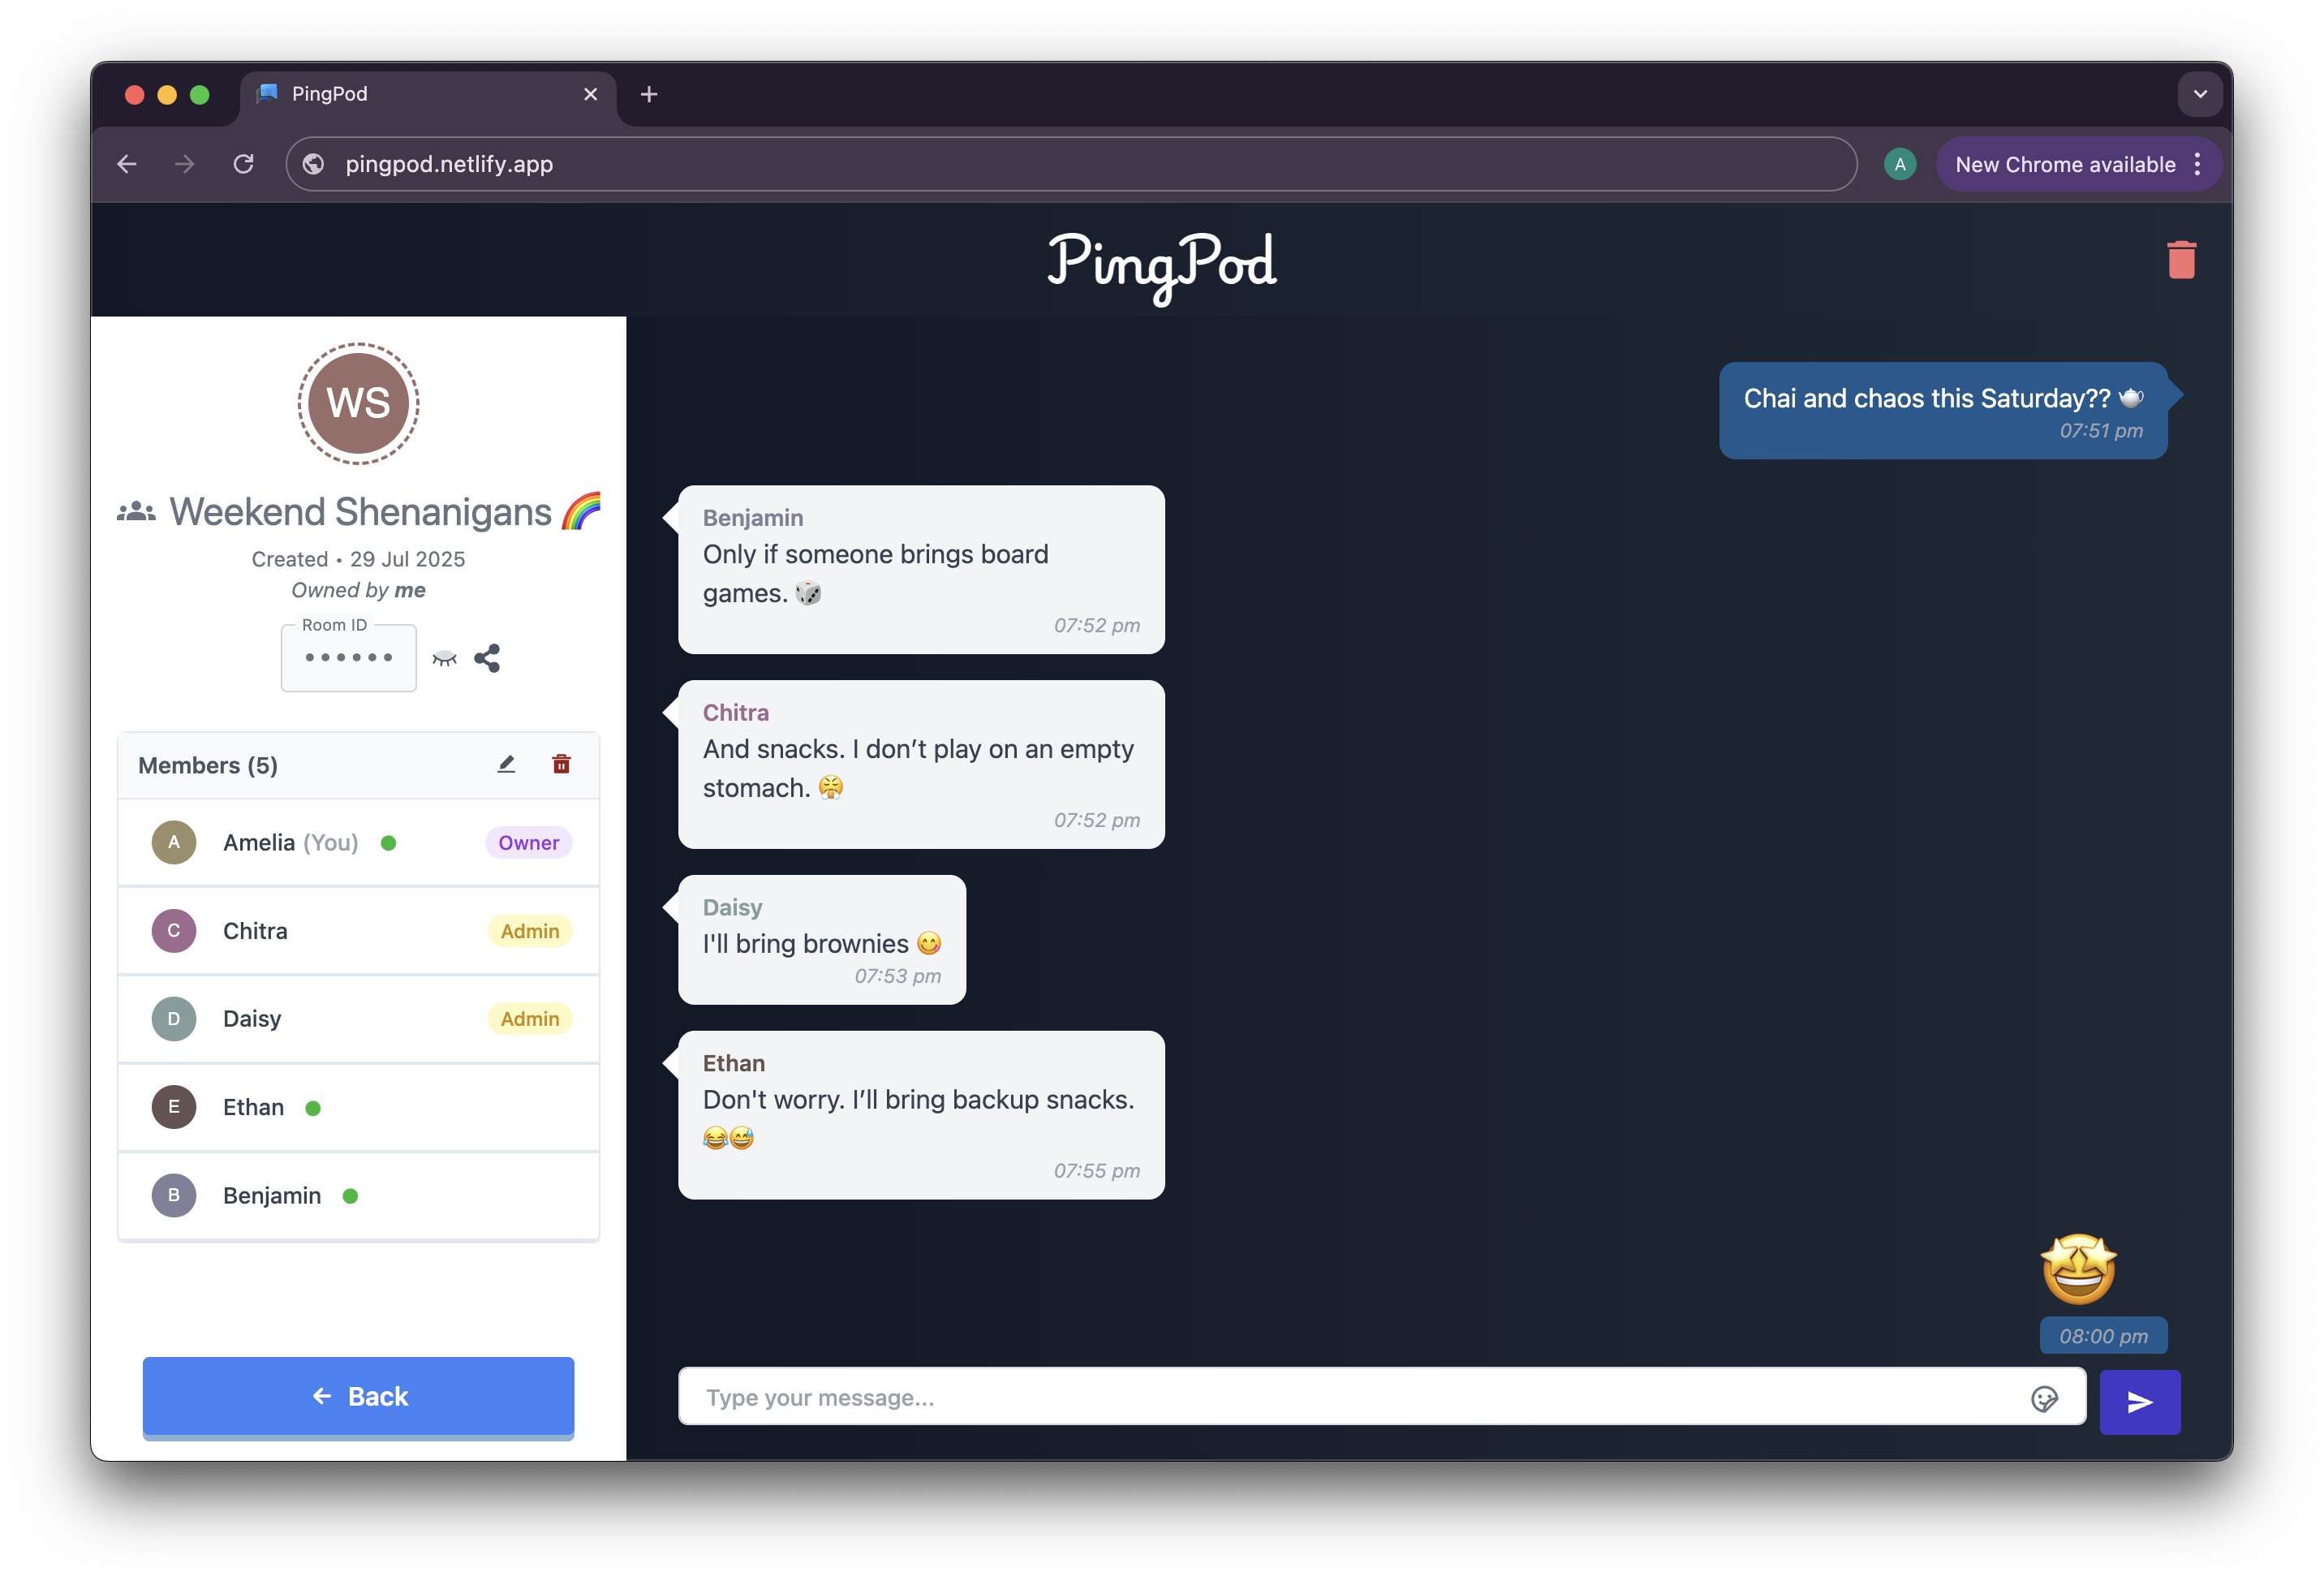 PingPod
pingpod.netlify.app
A
New Chrome available
PingPod
WS
Weekend Shenanigans 🌈
Created • 29 Jul 2025
Owned by me
Room ID
••••••
Members (5)
A Amelia (You) Owner
C Chitra Admin
D Daisy Admin
E Ethan
B Benjamin
← Back
Chai and chaos this Saturday?? 🫖
07:51 pm
Benjamin
Only if someone brings board
games. 🎲
07:52 pm
Chitra
And snacks. I don’t play on an empty
stomach. 😤
07:52 pm
Daisy
I'll bring brownies 😋
07:53 pm
Ethan
Don't worry. I’ll bring backup snacks.
😂😅
07:55 pm
🤩
08:00 pm
Type your message...